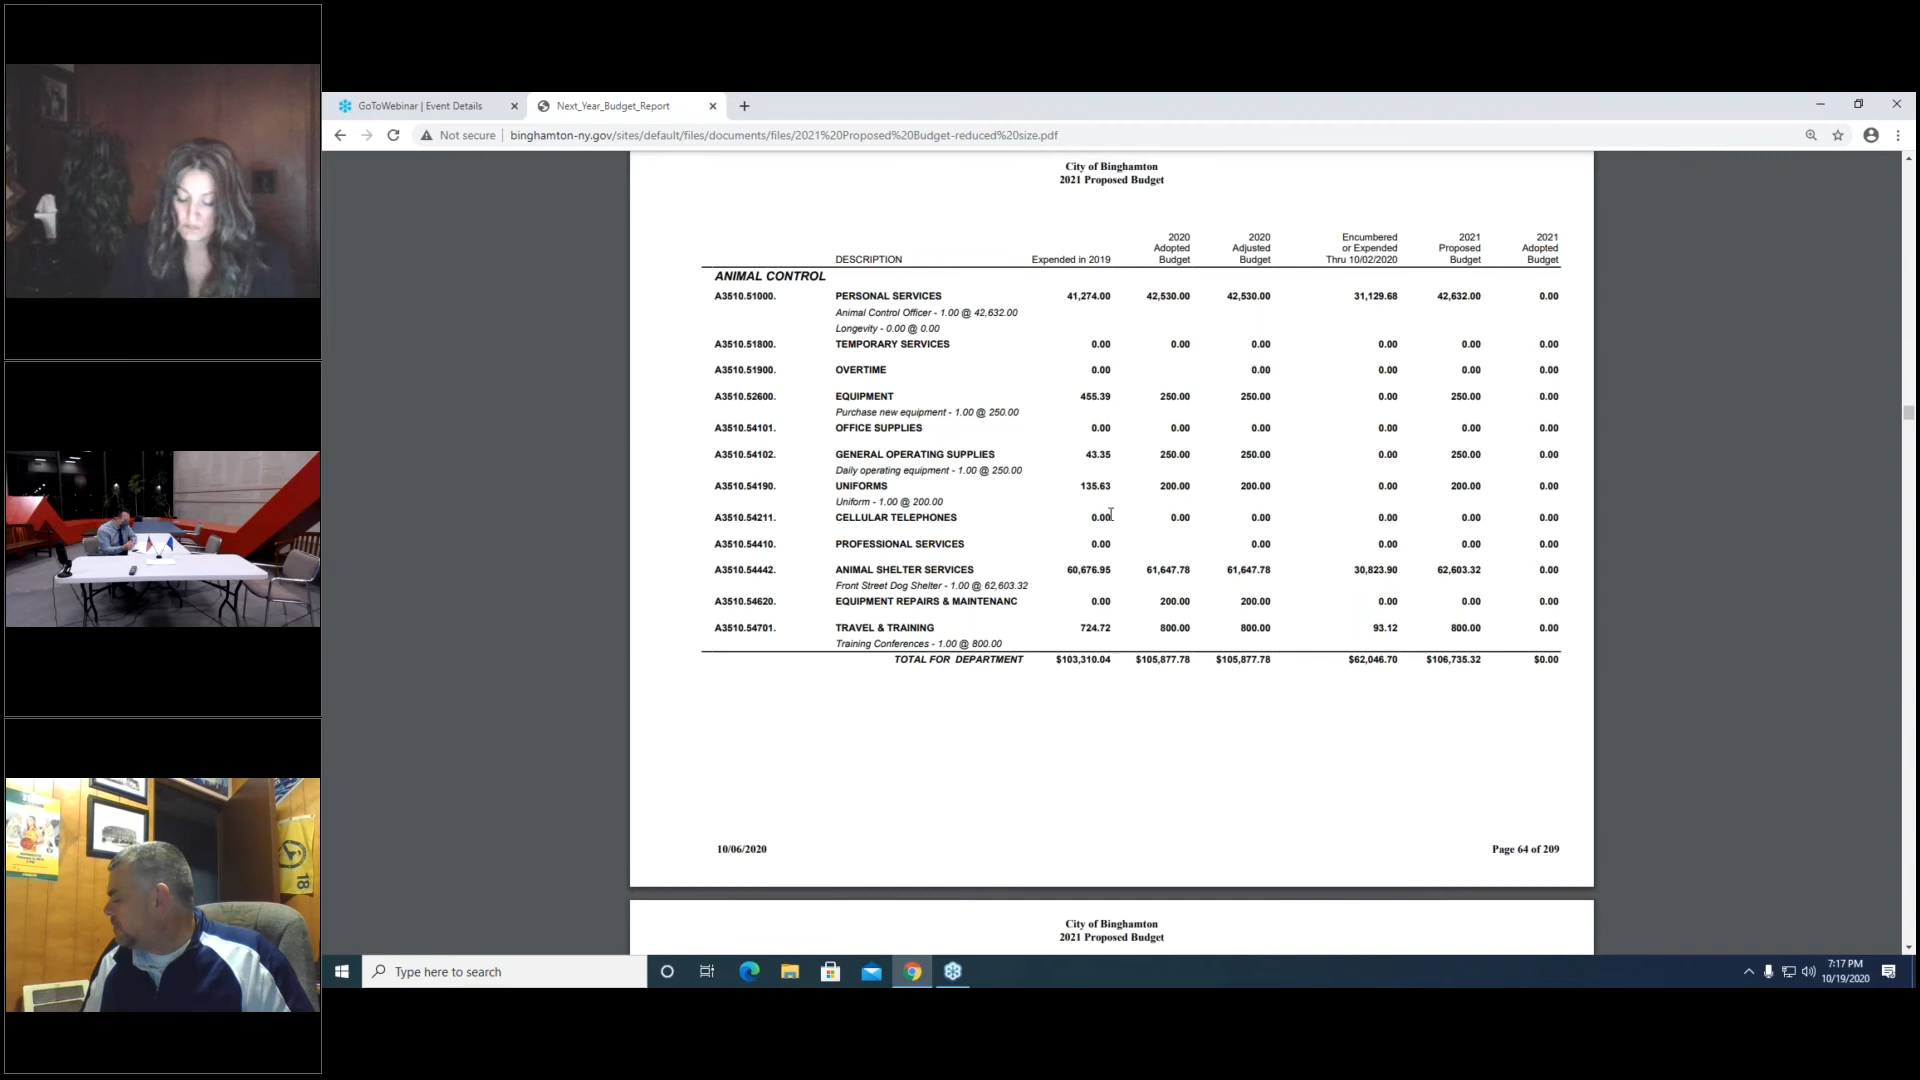 GoToWebinar | Event Details
Next_Year_Budget_Report
Not secure | binghamton-ny.gov/sites/default/files/documents/files/2021%20Proposed%20Budget-reduced%20size.pdf
City of Binghamton
2021 Proposed Budget
DESCRIPTION Expended in 2019 2020 Adopted Budget 2020 Adjusted Budget Encumbered or Expended Thru 10/02/2020 2021 Proposed Budget 2021 Adopted Budget
ANIMAL CONTROL
A3510.51000. PERSONAL SERVICES 41,274.00 42,530.00 42,530.00 31,129.68 42,632.00 0.00
Animal Control Officer - 1.00 @ 42,632.00
Longevity - 0.00 @ 0.00
A3510.51800. TEMPORARY SERVICES 0.00 0.00 0.00 0.00 0.00 0.00
A3510.51900. OVERTIME 0.00 0.00 0.00 0.00 0.00
A3510.52600. EQUIPMENT 455.39 250.00 250.00 0.00 250.00 0.00
Purchase new equipment - 1.00 @ 250.00
A3510.54101. OFFICE SUPPLIES 0.00 0.00 0.00 0.00 0.00 0.00
A3510.54102. GENERAL OPERATING SUPPLIES 43.35 250.00 250.00 0.00 250.00 0.00
Daily operating equipment - 1.00 @ 250.00
A3510.54190. UNIFORMS 135.63 200.00 200.00 0.00 200.00 0.00
Uniform - 1.00 @ 200.00
A3510.54211. CELLULAR TELEPHONES 0.00 0.00 0.00 0.00 0.00 0.00
A3510.54410. PROFESSIONAL SERVICES 0.00 0.00 0.00 0.00 0.00
A3510.54442. ANIMAL SHELTER SERVICES 60,676.95 61,647.78 61,647.78 30,823.90 62,603.32 0.00
Front Street Dog Shelter - 1.00 @ 62,603.32
A3510.54620. EQUIPMENT REPAIRS & MAINTENANC 0.00 200.00 200.00 0.00 0.00 0.00
A3510.54701. TRAVEL & TRAINING 724.72 800.00 800.00 93.12 800.00 0.00
Training Conferences - 1.00 @ 800.00
TOTAL FOR DEPARTMENT $103,310.04 $105,877.78 $105,877.78 $62,046.70 $106,735.32 $0.00
10/06/2020 Page 64 of 209
City of Binghamton
2021 Proposed Budget
Type here to search
7:17 PM
10/19/2020
18